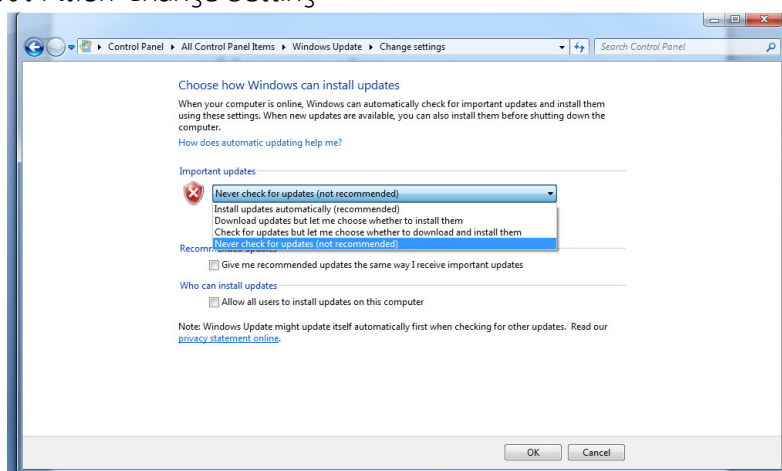 Change Setting
Control Panel ▸ All Control Panel Items ▸ Windows Update ▸ Change settings
Search Control Panel
Choose how Windows can install updates
When your computer is online, Windows can automatically check for important updates and install them
using these settings. When new updates are available, you can also install them before shutting down the
computer.
How does automatic updating help me?
Important updates
Never check for updates (not recommended)
Install updates automatically (recommended)
Download updates but let me choose whether to install them
Check for updates but let me choose whether to download and install them
Never check for updates (not recommended)
Recommended updates
Give me recommended updates the same way I receive important updates
Who can install updates
Allow all users to install updates on this computer
Note: Windows Update might update itself automatically first when checking for other updates. Read our
privacy statement online.
OK
Cancel